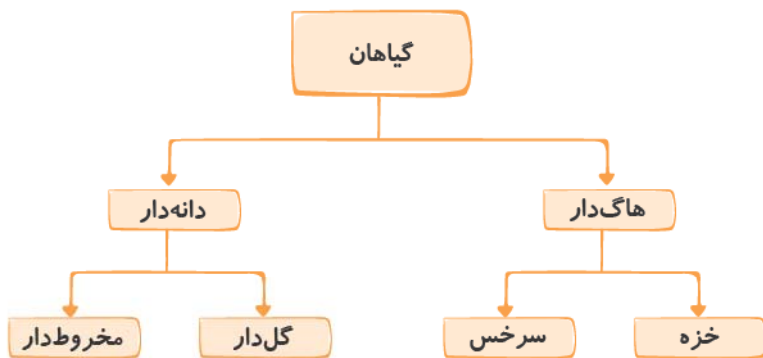 گیاهان
هاگ‌دار
دانه‌دار
خزه
سرخس
گل‌دار
مخروط‌دار